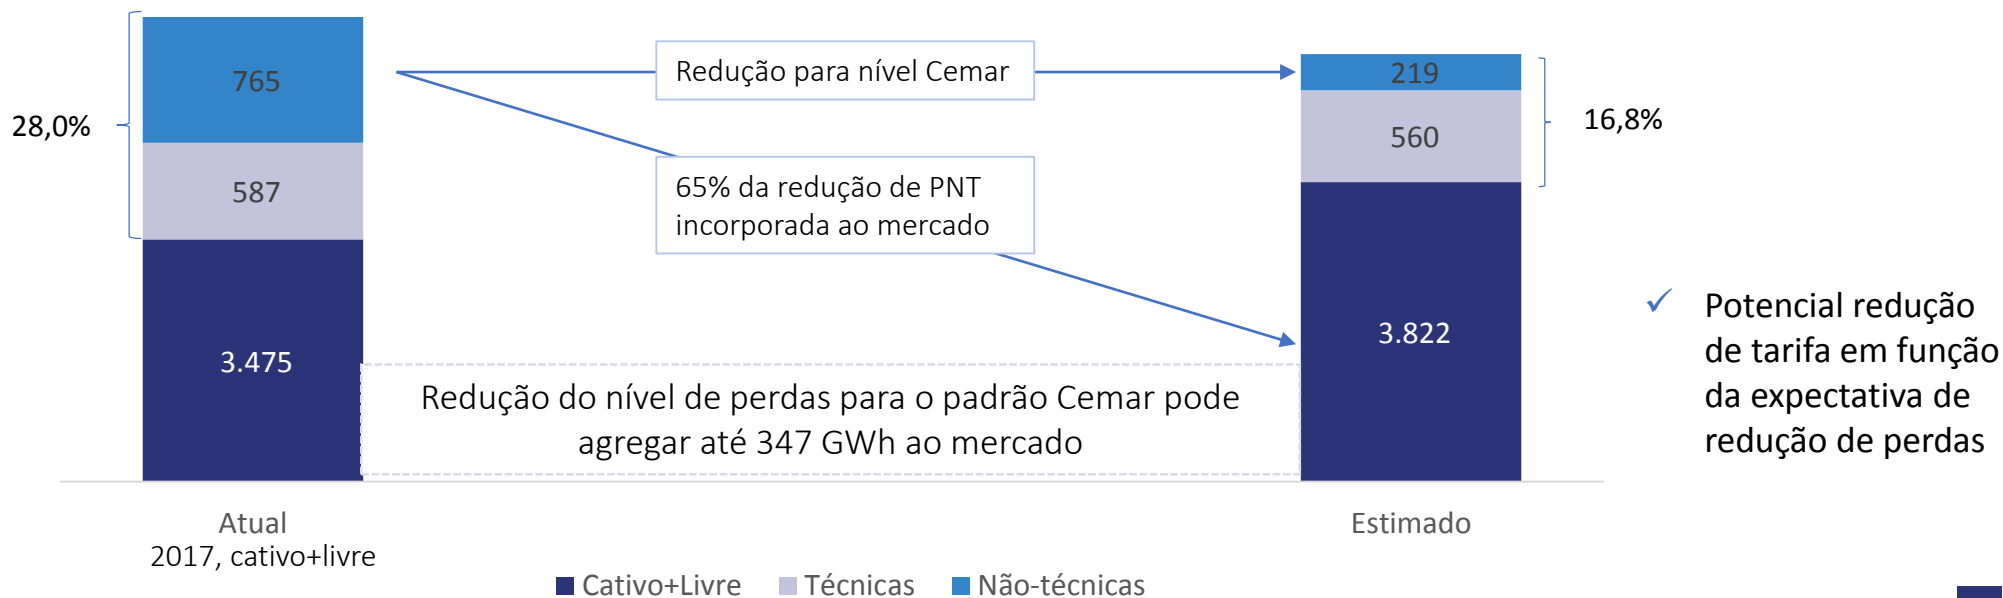 765
587
3.475
28,0%
Redução para nível Cemar
65% da redução de PNT
incorporada ao mercado
Redução do nível de perdas para o padrão Cemar pode
agregar até 347 GWh ao mercado
219
560
3.822
16,8%
✓ Potencial redução
de tarifa em função
da expectativa de
redução de perdas
Atual
2017, cativo+livre
Estimado
Cativo+Livre Técnicas Não-técnicas